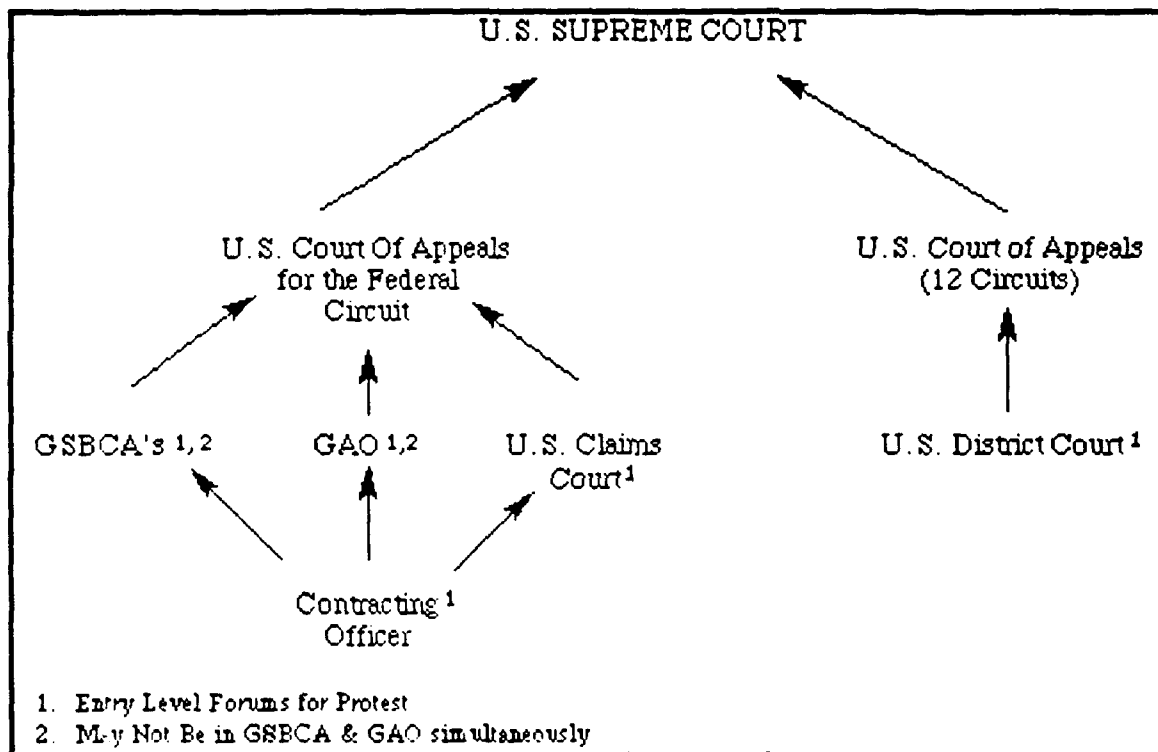 U.S. SUPREME COURT
U.S. Court Of Appeals
for the Federal
Circuit
U.S. Court of Appeals
(12 Circuits)
GSBCA's 1,2
GAO 1,2
U.S. Claims
Court 1
U.S. District Court 1
Contracting 1
Officer
1. Entry Level Forums for Protest
2. May Not Be in GSBCA & GAO simultaneously